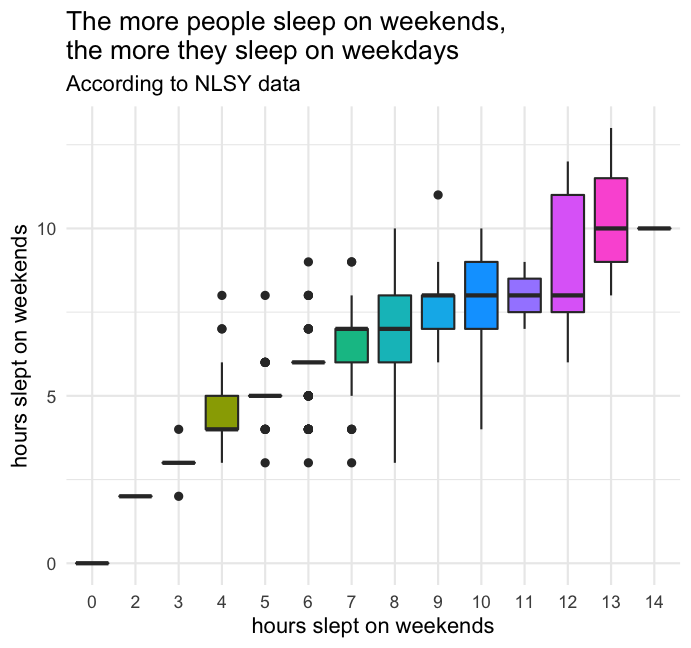 The more people sleep on weekends,
the more they sleep on weekdays
According to NLSY data
hours slept on weekends
10
5
0
0 2 3 4 5 6 7 8 9 10 11 12 13 14
hours slept on weekends